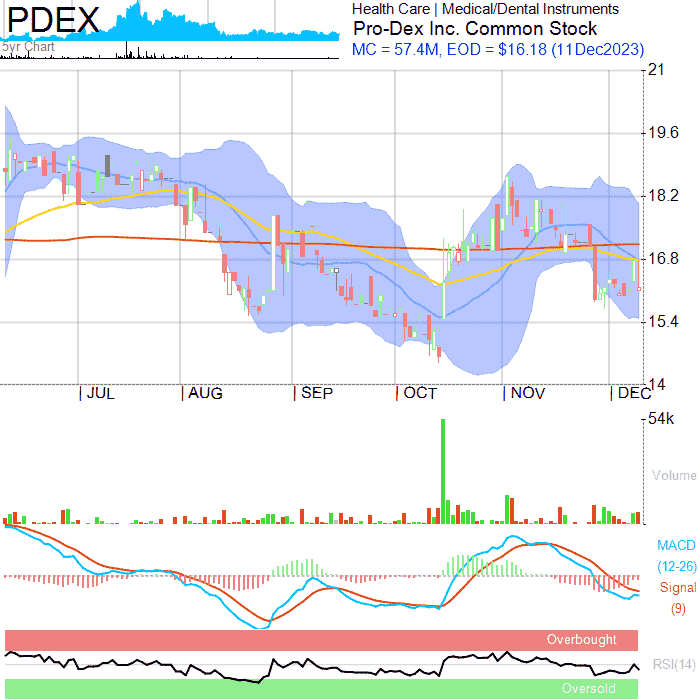 PDEX
5yr Chart
Health Care | Medical/Dental Instruments
Pro-Dex Inc. Common Stock
MC = 57.4M, EOD = $16.18 (11Dec2023)
21
19.6
18.2
16.8
15.4
14
JUL
AUG
SEP
OCT
NOV
DEC
54k
Volume
MACD
(12-26)
Signal
(9)
Overbought
RSI(14)
Oversold